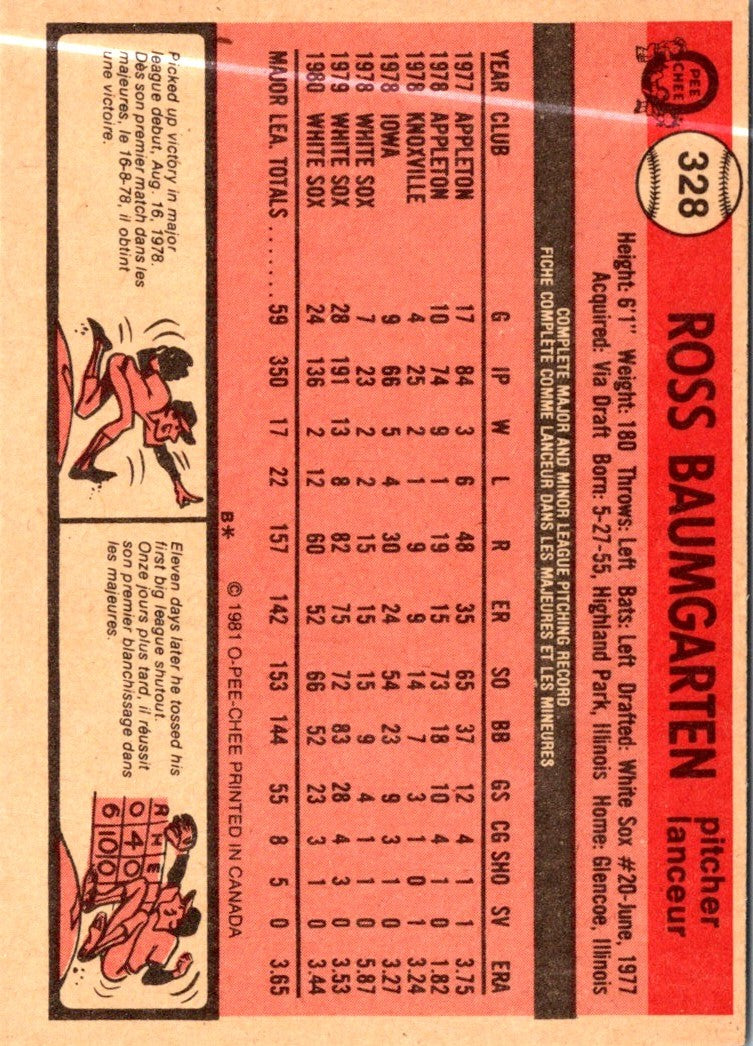 O PEE CHEE
328
ROSS BAUMGARTEN
pitcher
lanceur
Height: 6'1" Weight: 180 Throws: Left Bats: Left Drafted: White Sox #20-June, 1977
Acquired: Via Draft Born: 5-27-55, Highland Park, Illinois Home: Glencoe, Illinois
COMPLETE MAJOR AND MINOR LEAGUE PITCHING RECORD
FICHE COMPLÈTE COMME LANCEUR DANS LES MAJEURES ET LES MINEURES
YEAR CLUB G IP W L R ER SO BB GS CG SHO SV ERA
1977 APPLETON 17 84 3 6 48 35 65 37 12 4 1 1 3.75
1978 APPLETON 10 74 9 1 19 15 73 18 10 4 1 0 1.82
1978 KNOXVILLE 4 25 2 1 9 9 14 7 3 1 0 1 3.24
1978 IOWA 9 66 5 4 30 24 54 23 9 3 1 0 3.27
1978 WHITE SOX 7 23 2 2 15 15 15 9 4 1 1 0 5.87
1979 WHITE SOX 28 191 13 8 82 75 72 83 28 4 3 0 3.53
1980 WHITE SOX 24 136 2 12 60 52 66 52 23 3 1 0 3.44
MAJOR LEA. TOTALS . . . . . . 59 350 17 22 157 142 153 144 55 8 5 0 3.65
B* © 1981 O-PEE-CHEE PRINTED IN CANADA
Picked up victory in major
league debut, Aug. 16, 1978.
Dès son premier match dans les
majeures, le 16-8-78, il obtint
une victoire.
Eleven days later he tossed his
first big league shutout.
Onze jours plus tard, il réussit
son premier blanchissage dans
les majeures.
R H E
0 4 0
6 10 0